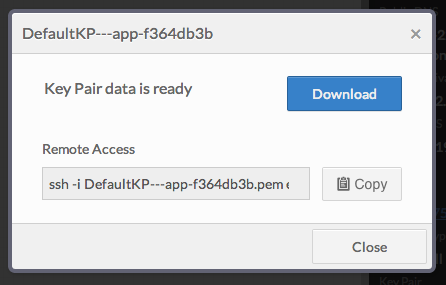 DefaultKP---app-f364db3b ×
Key Pair data is ready
Download
Remote Access
ssh -i DefaultKP---app-f364db3b.pem
Copy
Close
Key Pair